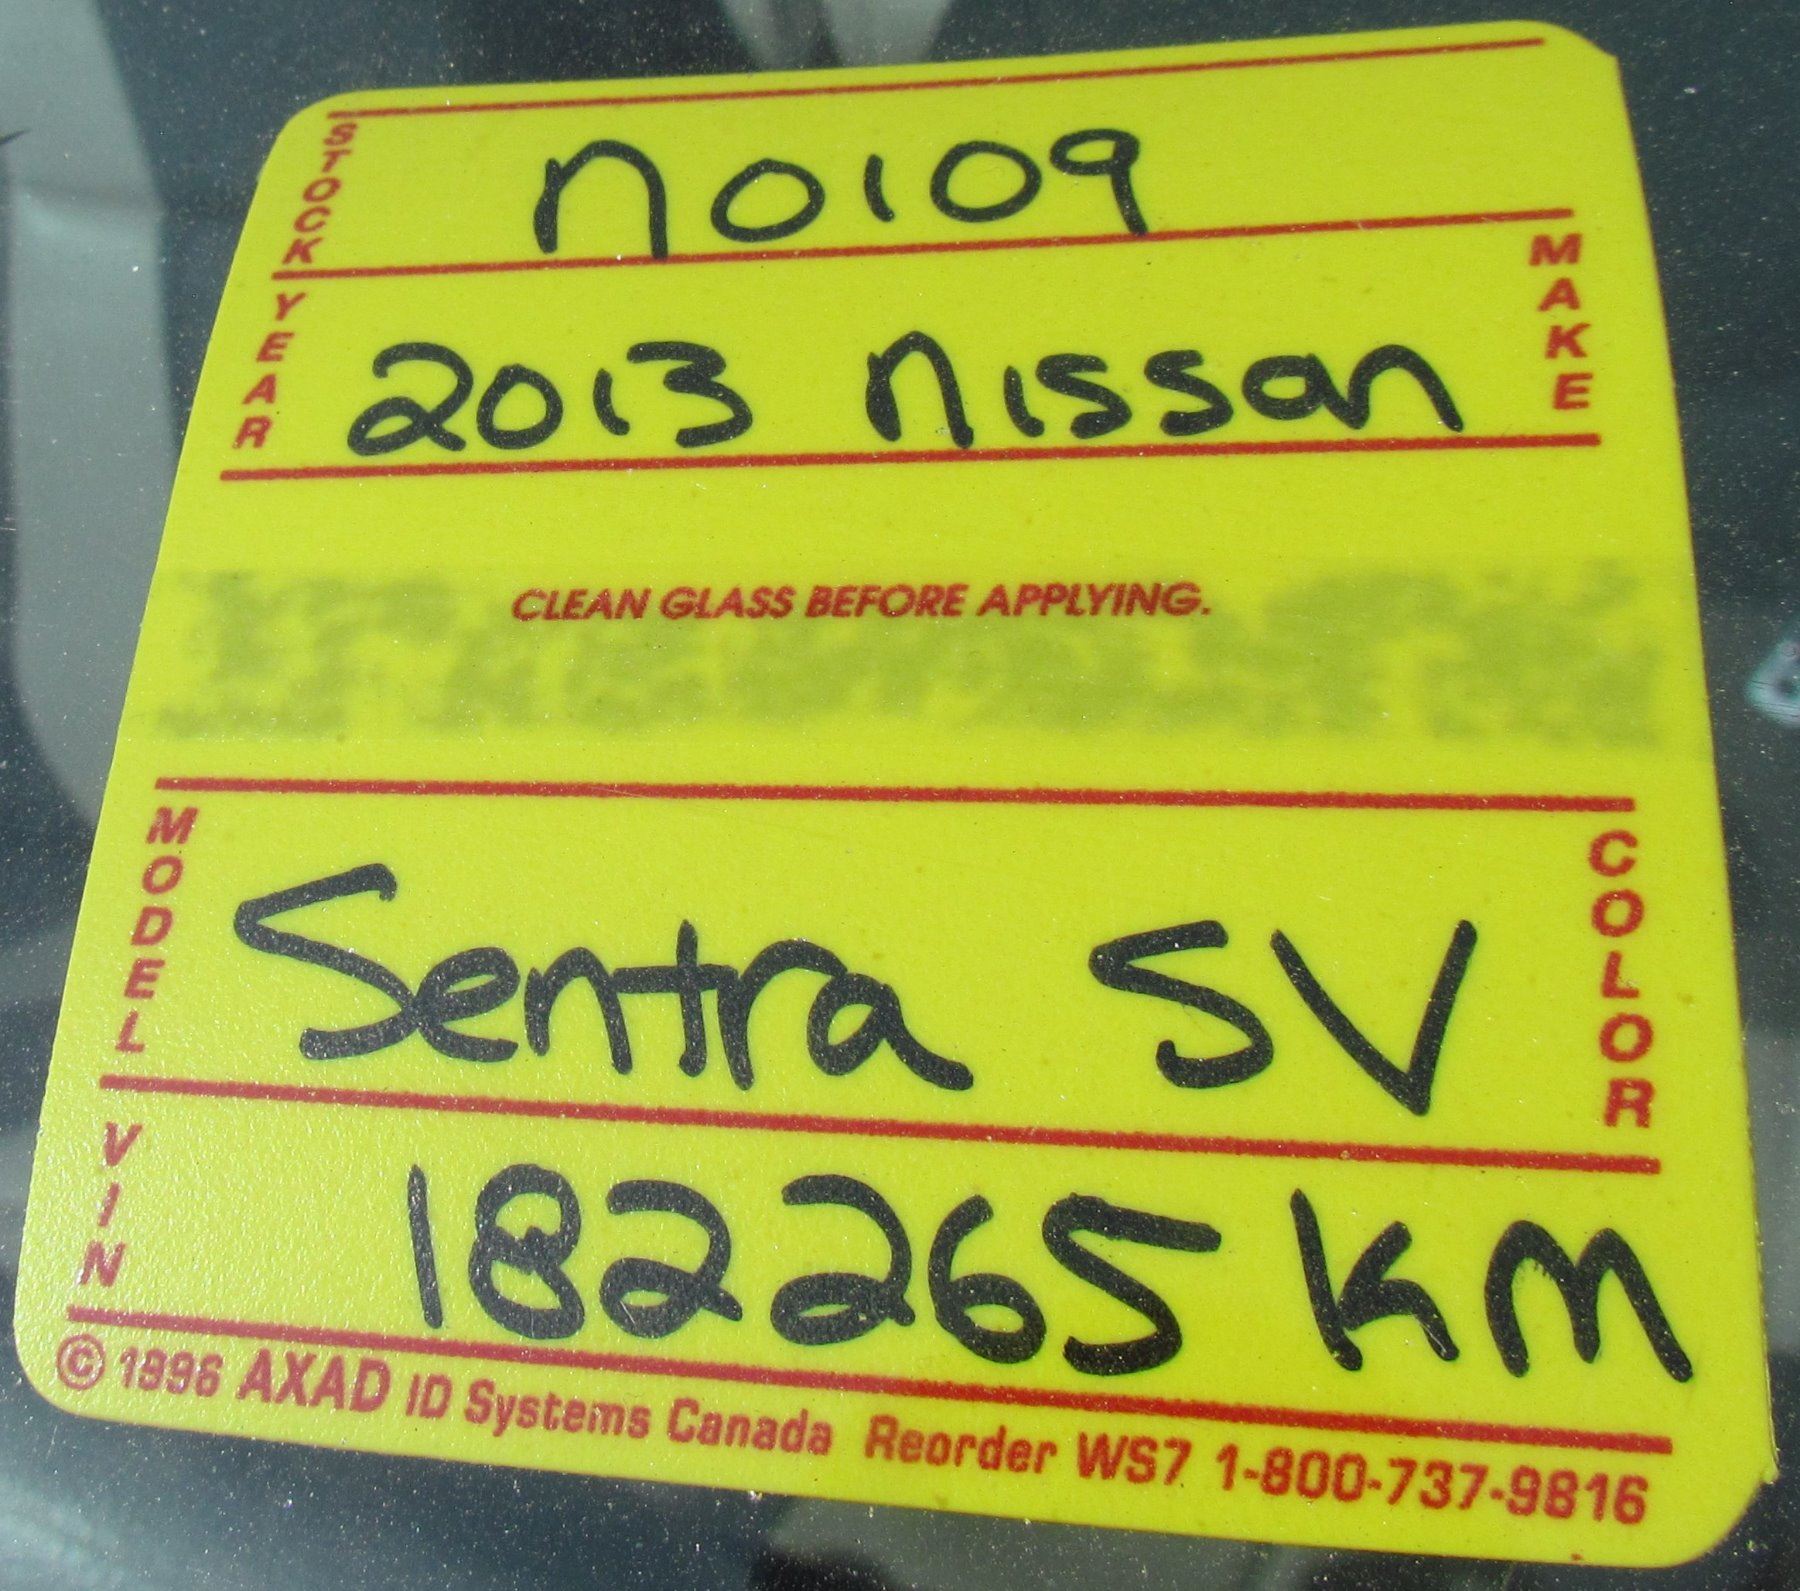 STOCK n0109
YEAR 2013 nissan MAKE
CLEAN GLASS BEFORE APPLYING.
MODEL Sentra SV COLOR
VIN 182265 KM
© 1996 AXAD ID Systems Canada Reorder WS7 1-800-737-9816